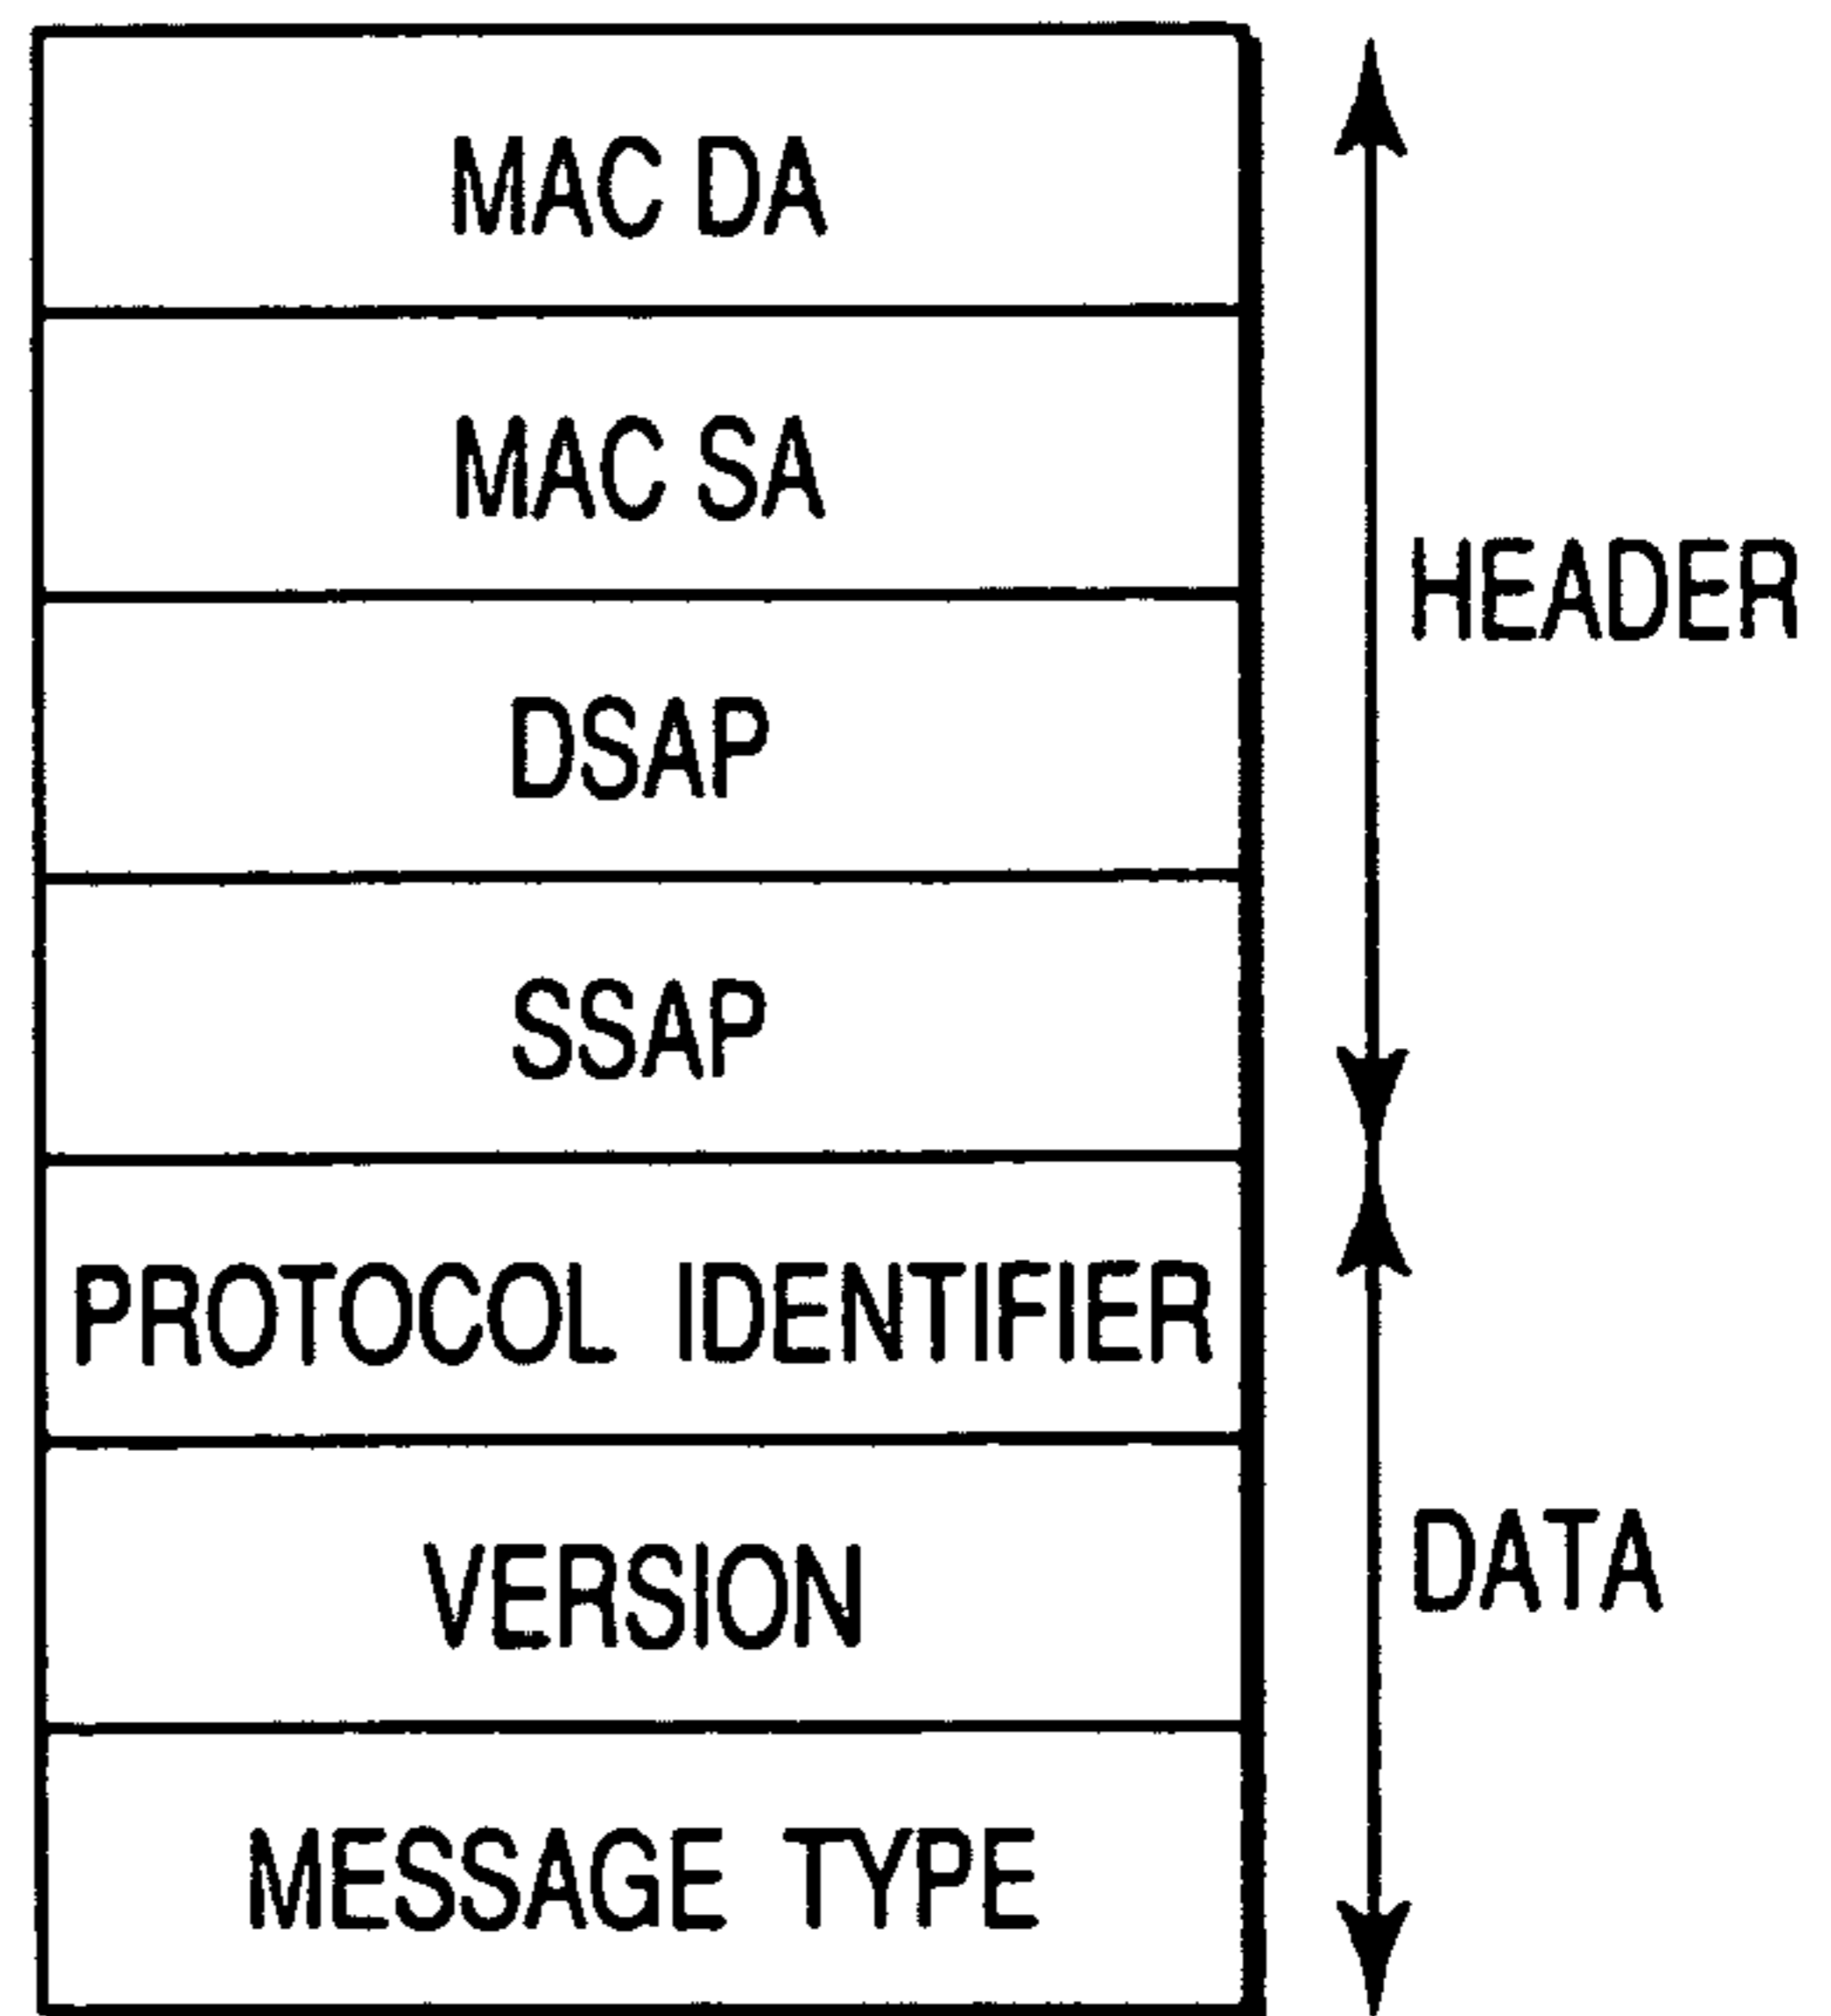 MAC DA
MAC SA
DSAP
SSAP
PROTOCOL IDENTIFIER
VERSION
MESSAGE TYPE
HEADER
DATA